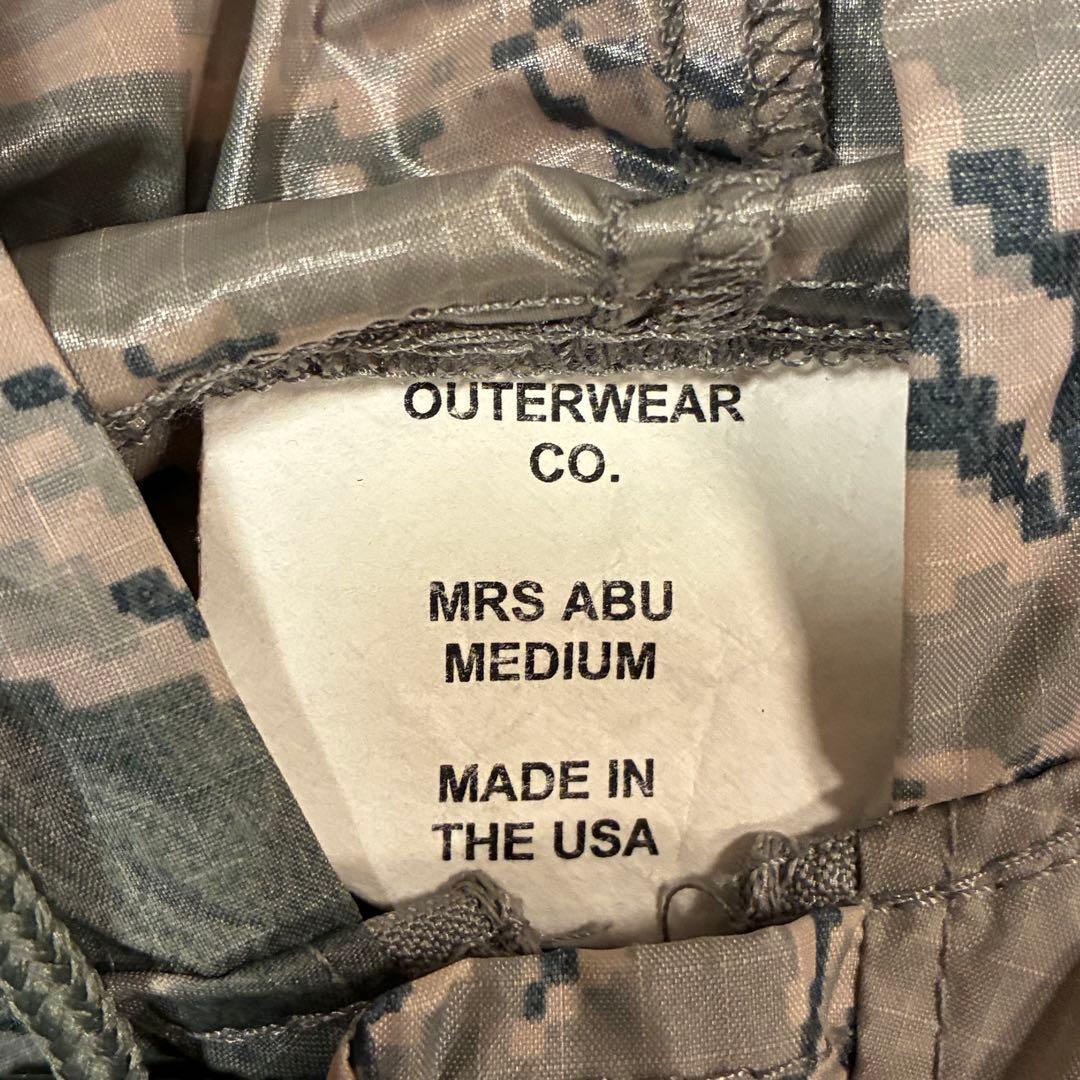 OUTERWEAR
CO.
MRS ABU
MEDIUM
MADE IN
THE USA